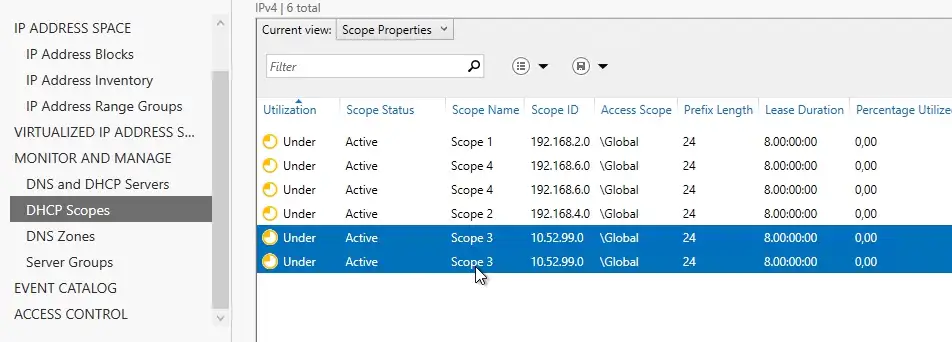 IPv4 | 6 total
IP ADDRESS SPACE
IP Address Blocks
IP Address Inventory
IP Address Range Groups
VIRTUALIZED IP ADDRESS S...
MONITOR AND MANAGE
DNS and DHCP Servers
DHCP Scopes
DNS Zones
Server Groups
EVENT CATALOG
ACCESS CONTROL
Current view: Scope Properties
Filter
Utilization Scope Status Scope Name Scope ID Access Scope Prefix Length Lease Duration Percentage Utilized
Under Active Scope 1 192.168.2.0 \Global 24 8.00:00:00 0,00
Under Active Scope 4 192.168.6.0 \Global 24 8.00:00:00 0,00
Under Active Scope 4 192.168.6.0 \Global 24 8.00:00:00 0,00
Under Active Scope 2 192.168.4.0 \Global 24 8.00:00:00 0,00
Under Active Scope 3 10.52.99.0 \Global 24 8.00:00:00 0,00
Under Active Scope 3 10.52.99.0 \Global 24 8.00:00:00 0,00